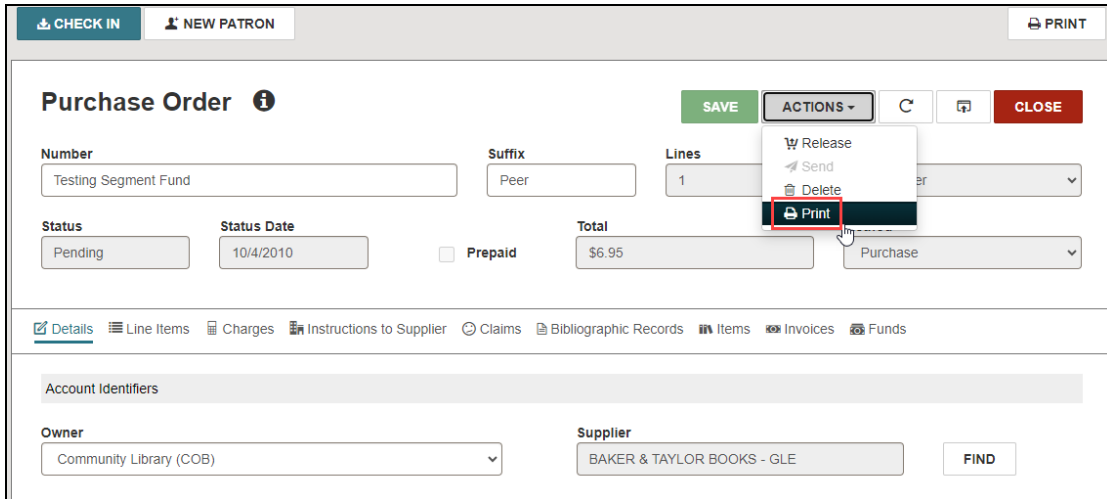 CHECK IN NEW PATRON PRINT
Purchase Order
SAVE ACTIONS CLOSE
Number Suffix Lines
Release
Testing Segment Fund Peer 1
Send
Delete
Print
Status Status Date Total
Pending 10/4/2010 Prepaid $6.95 Purchase
Details Line Items Charges Instructions to Supplier Claims Bibliographic Records Items Invoices Funds
Account Identifiers
Owner Supplier
Community Library (COB) BAKER & TAYLOR BOOKS - GLE FIND